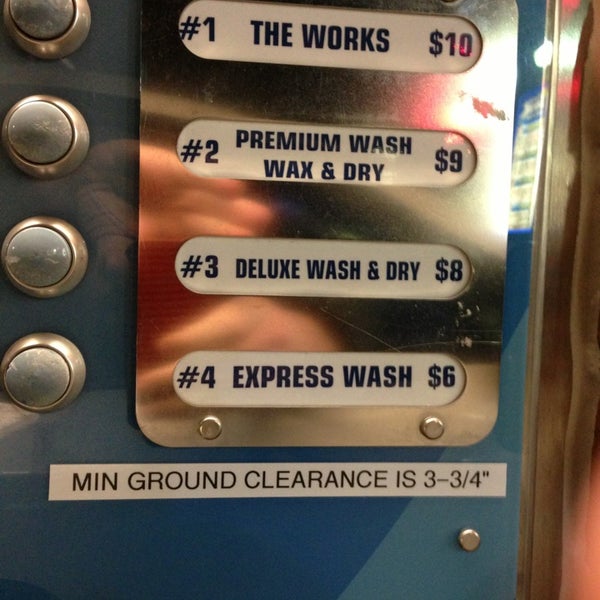 #1 THE WORKS $10
#2 PREMIUM WASH $9
WAX & DRY
#3 DELUXE WASH & DRY $8
#4 EXPRESS WASH $6
MIN GROUND CLEARANCE IS 3-3/4"